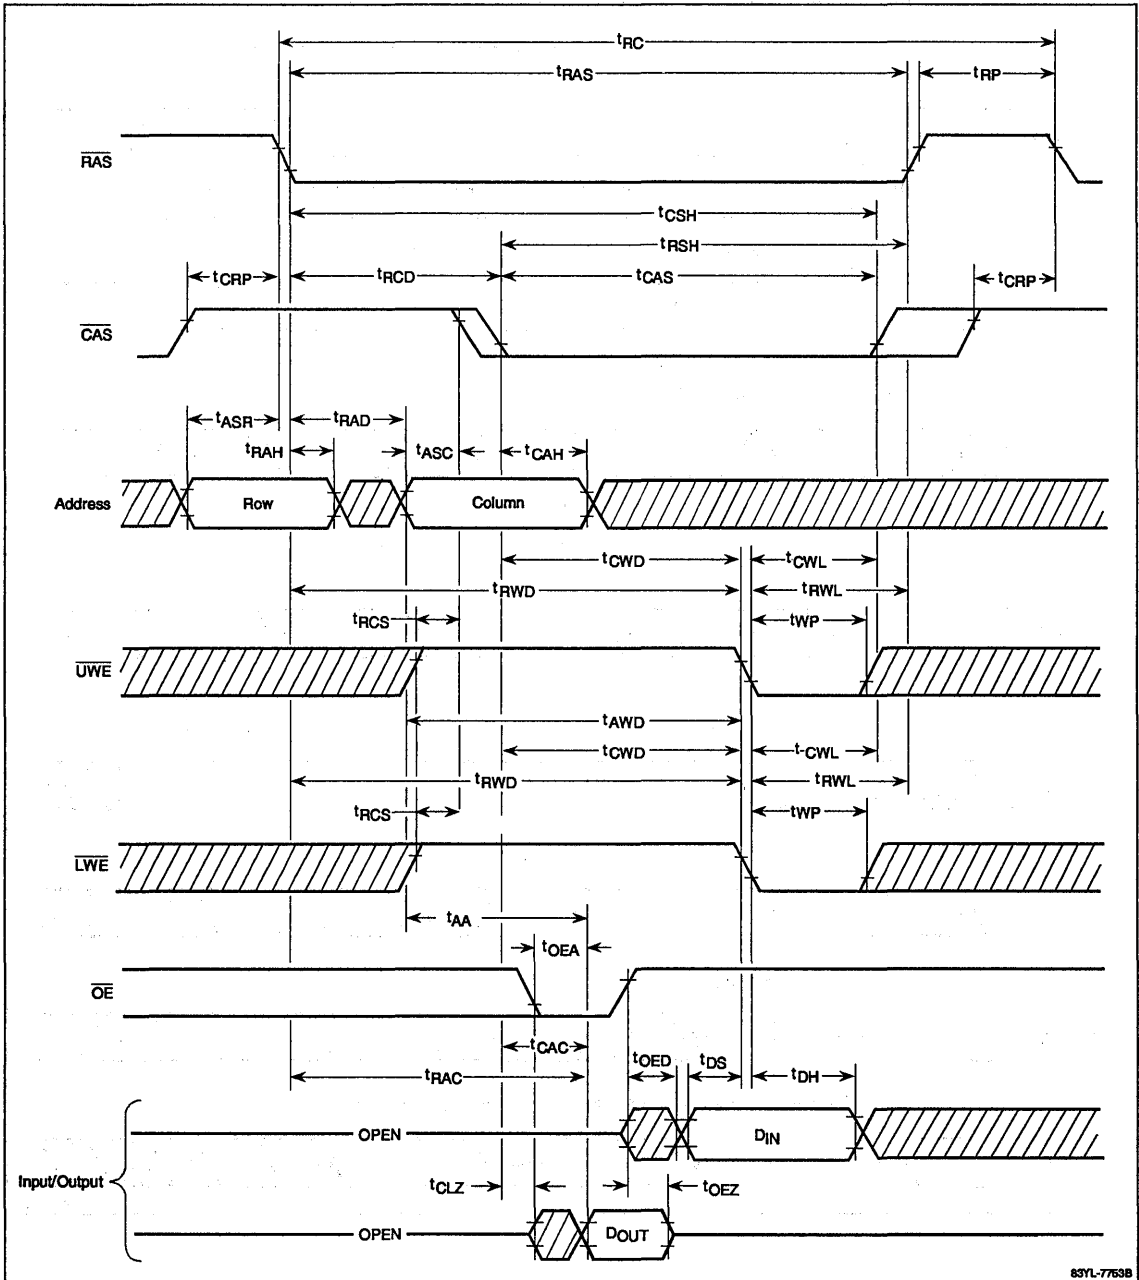 tRC
tRAS
tRP
RAS
tCSH
tRSH
tCRP
tRCD
tCAS
tCRP
CAS
tASR
tRAD
tRAH
tASC
tCAH
Address
Row
Column
tCWD
tCWL
tRWD
tRWL
tRCS
tWP
UWE
tAWD
tCWD
t-CWL
tRWD
tRWL
tRCS
tWP
LWE
tAA
tOEA
OE
tCAC
tOED
tDS
tRAC
tDH
OPEN
DIN
Input/Output
tCLZ
tOEZ
OPEN
DOUT
83YL-7753B